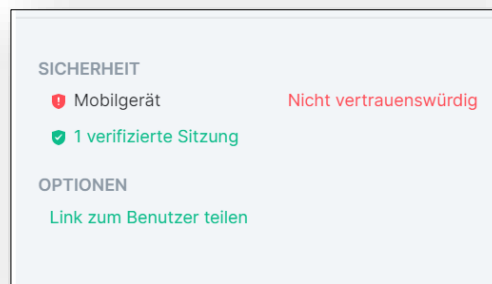 SICHERHEIT
Mobilgerät Nicht vertrauenswürdig
1 verifizierte Sitzung
OPTIONEN
Link zum Benutzer teilen